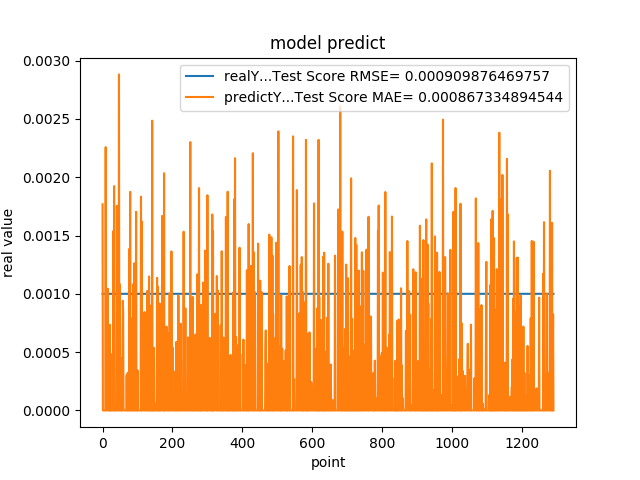 model predict
realY...Test Score RMSE= 0.000909876469757
predictY...Test Score MAE= 0.000867334894544
real value
0.0030
0.0025
0.0020
0.0015
0.0010
0.0005
0.0000
0
200
400
600
800
1000
1200
point